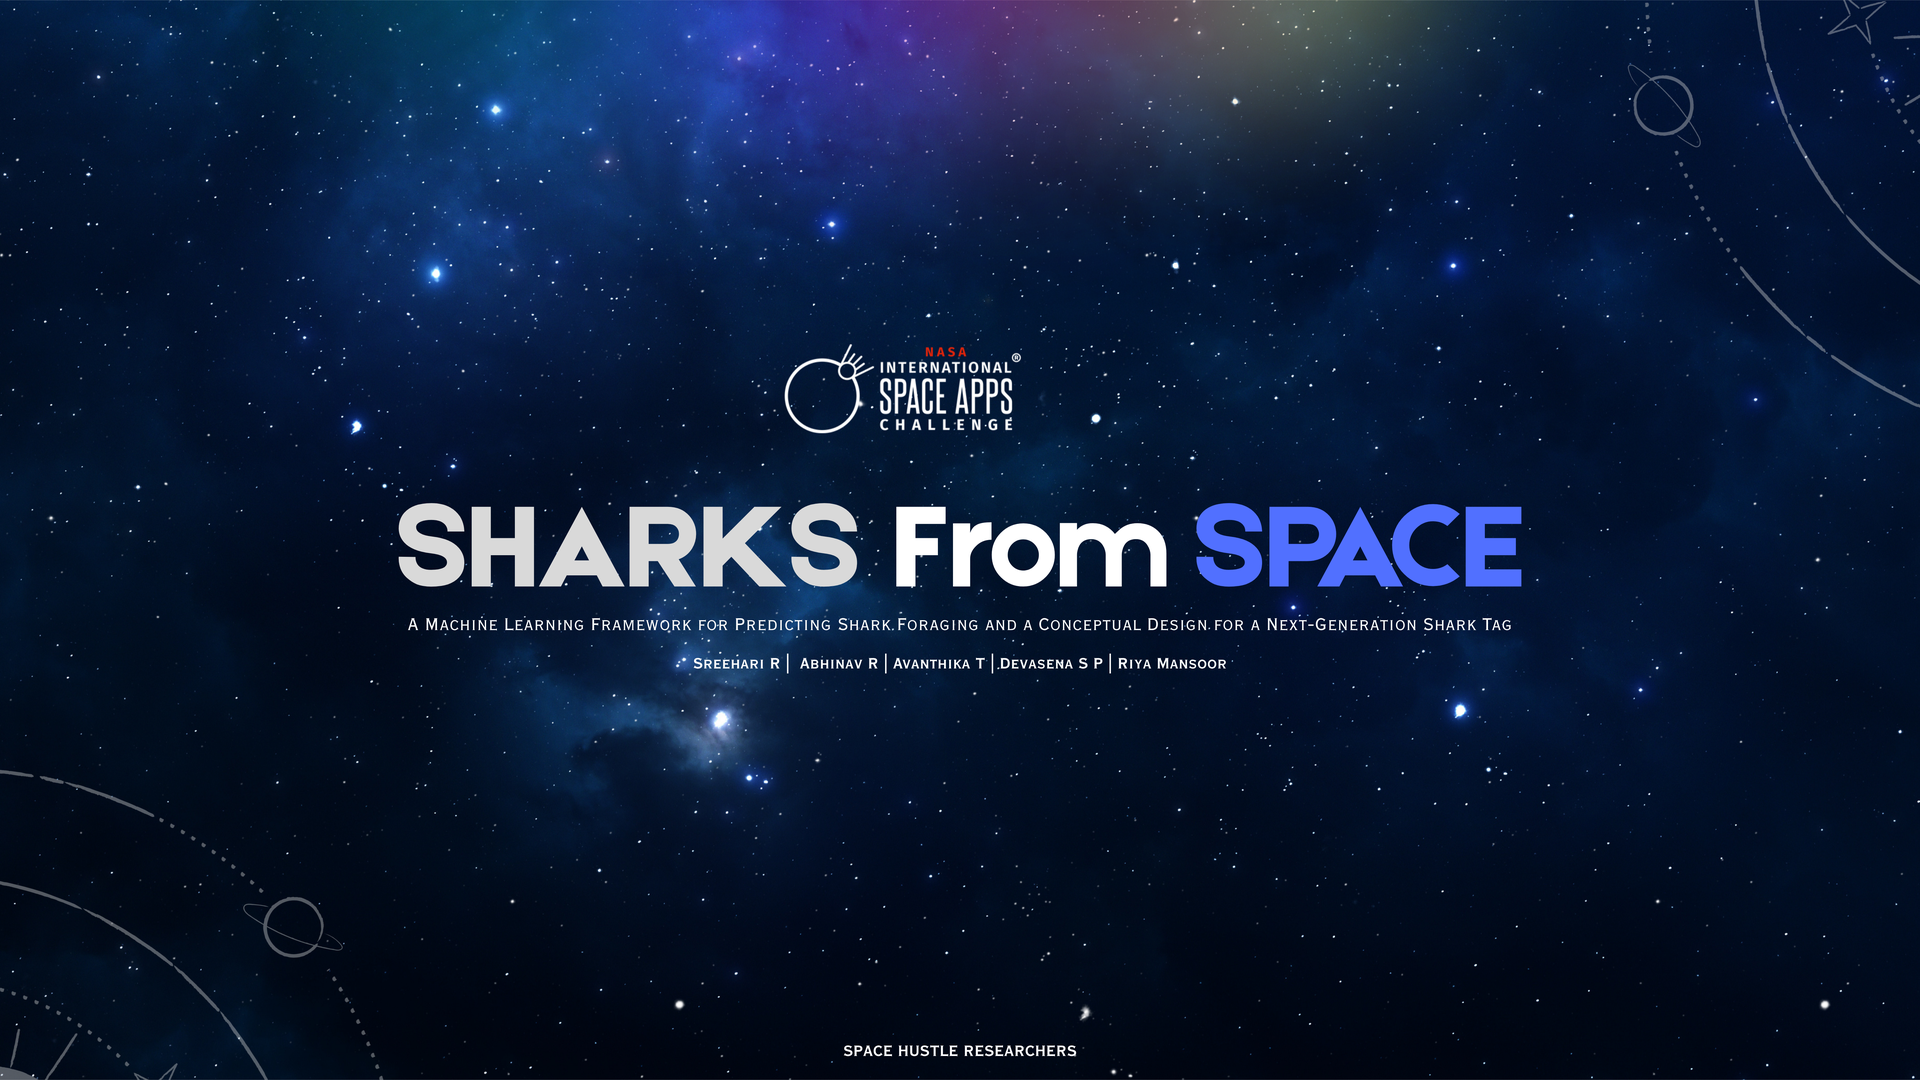 NASA
INTERNATIONAL®
SPACE APPS
CHALLENGE
SHARKS From SPACE
A Machine Learning Framework for Predicting Shark Foraging and a Conceptual Design for a Next-Generation Shark Tag
Sreehari R | Abhinav R | Avanthika T | Devasena S P | Riya Mansoor
SPACE HUSTLE RESEARCHERS